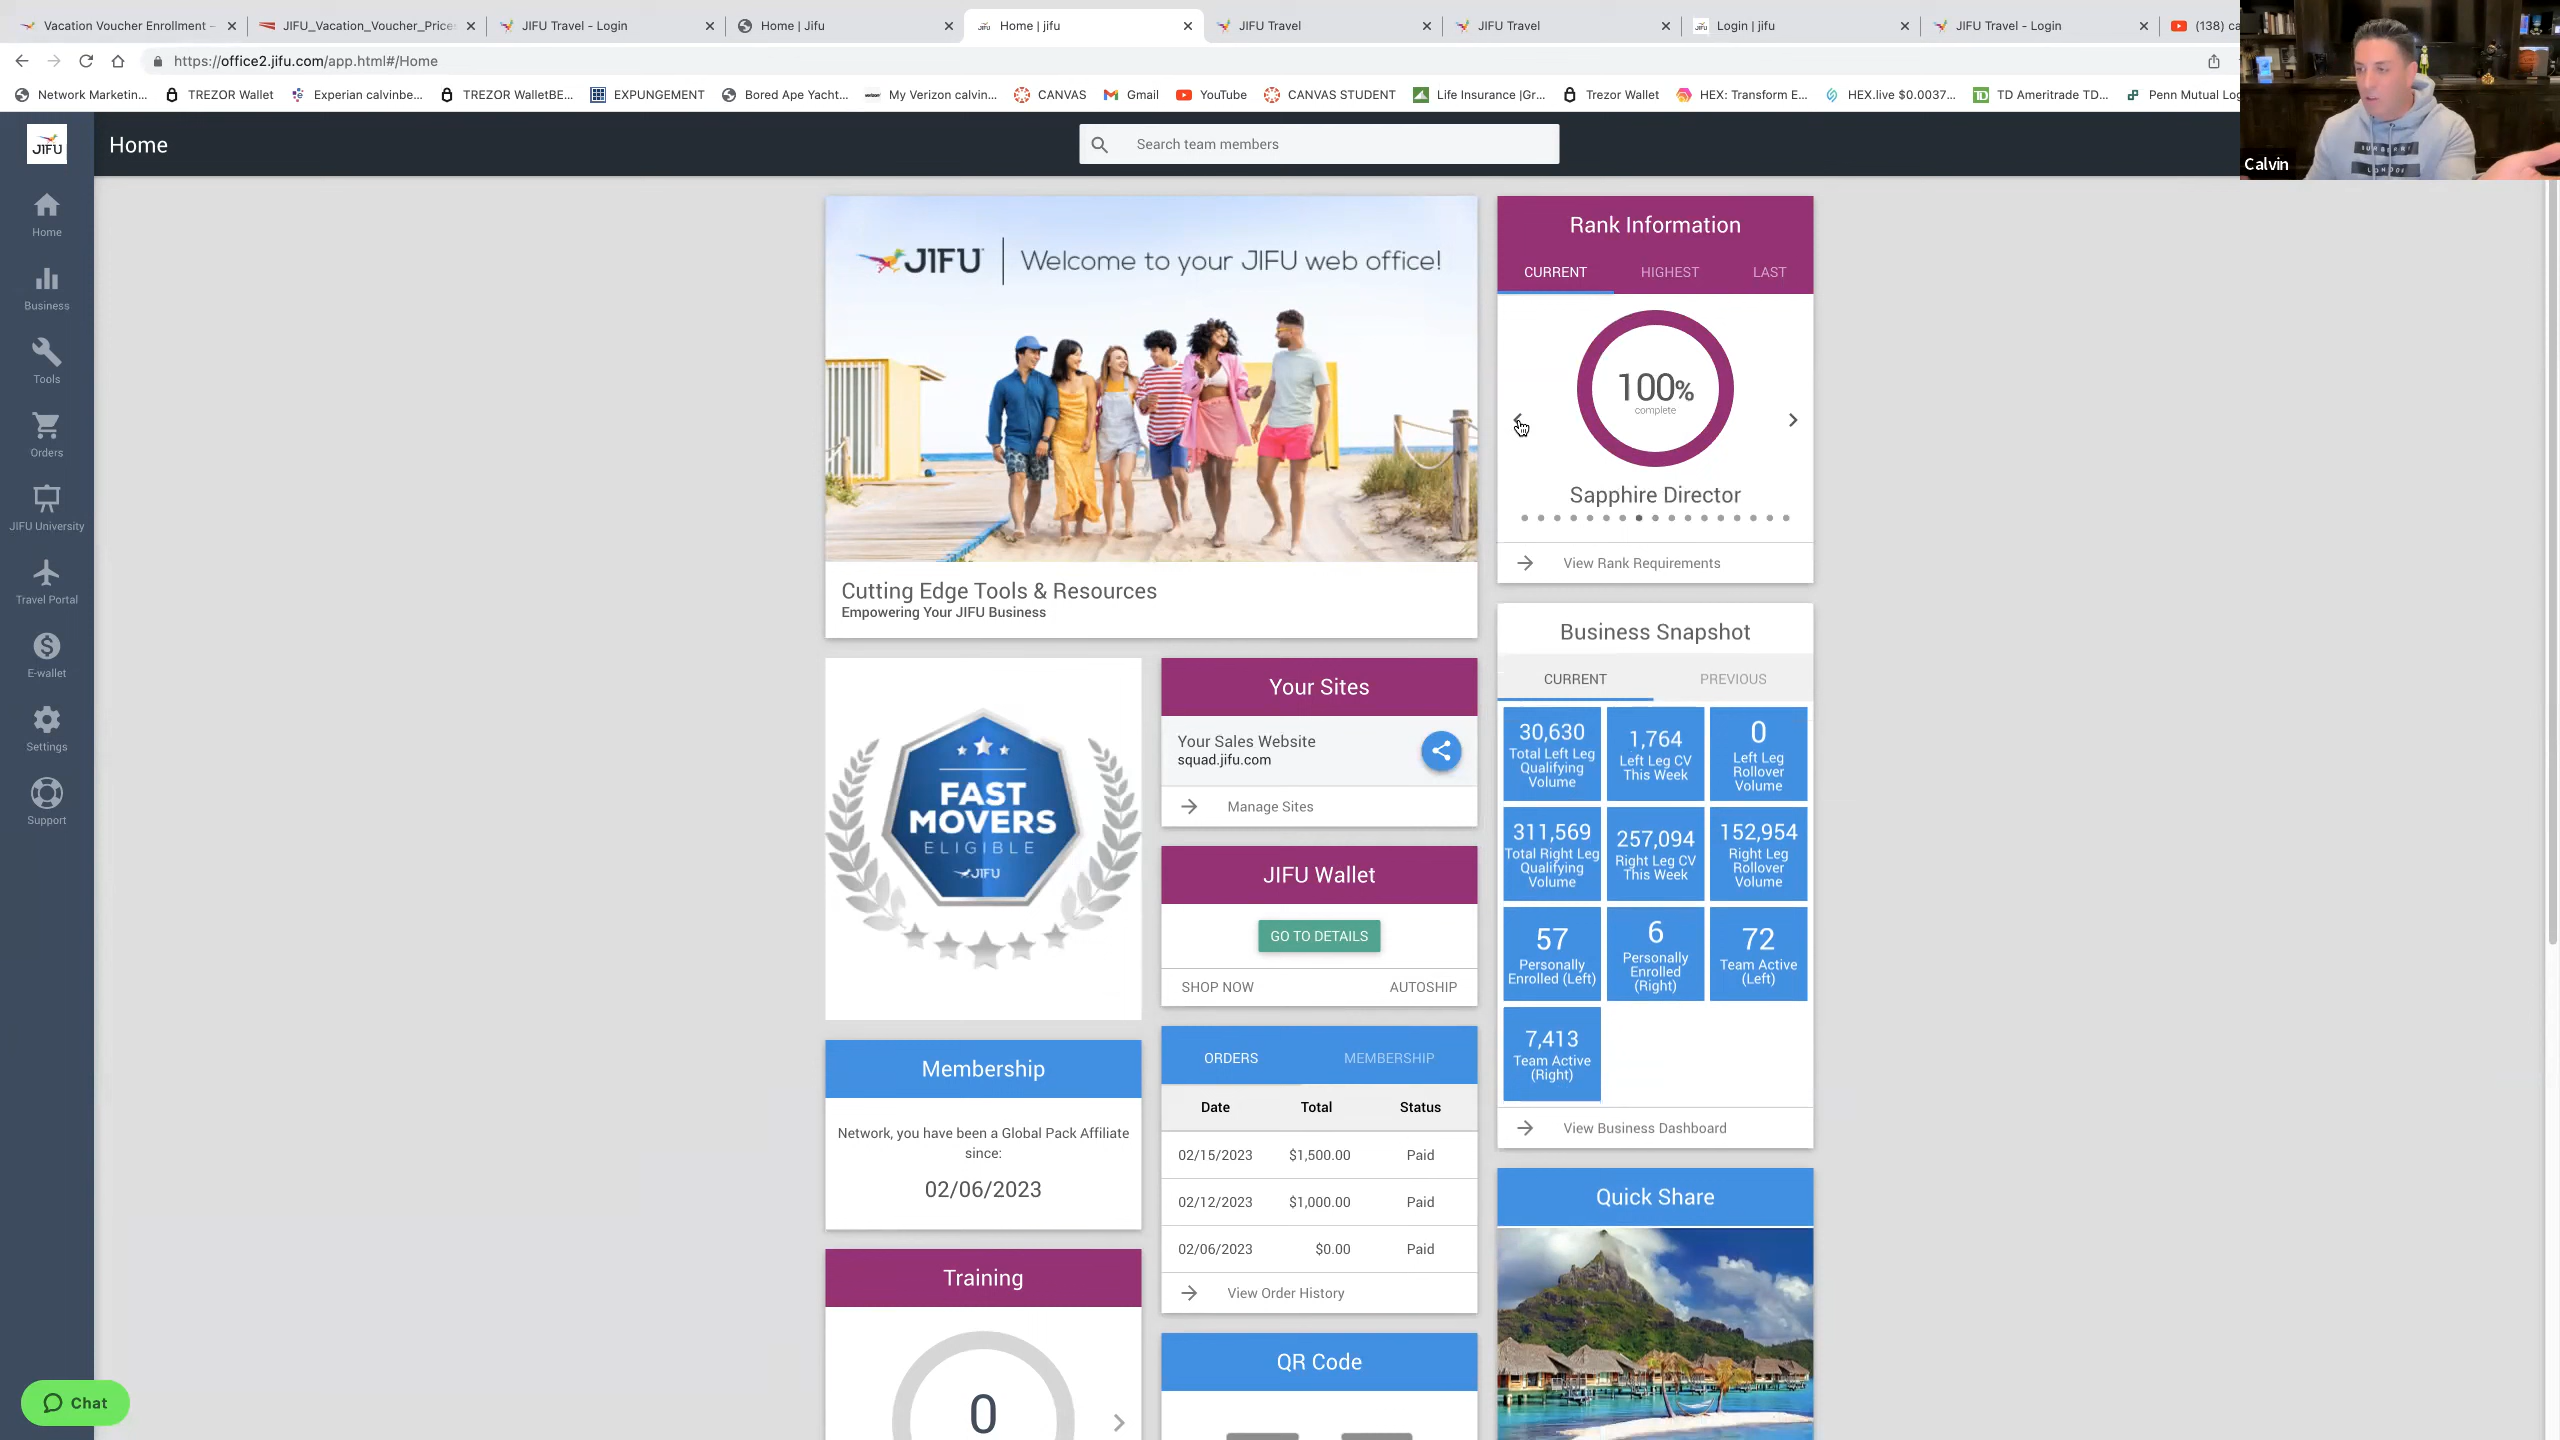 Vacation Voucher Enrollment –
JIFU_Vacation_Voucher_Price
JIFU Travel - Login
Home | Jifu
Home | jifu
JIFU Travel
JIFU Travel
Login | jifu
JIFU Travel - Login
(138) ca
https://office2.jifu.com/app.html#/Home
Network Marketin...
TREZOR Wallet
Experian calvinbe...
TREZOR WalletBE...
EXPUNGEMENT
Bored Ape Yacht...
My Verizon calvin...
CANVAS
Gmail
YouTube
CANVAS STUDENT
Life Insurance |Gr...
Trezor Wallet
HEX: Transform E...
HEX.live $0.0037...
TD Ameritrade TD...
Penn Mutual Log
Calvin
JIFU
Home
Search team members
Home
Business
Tools
Orders
JIFU University
Travel Portal
E-wallet
Settings
Support
Chat
JIFU
Welcome to your JIFU web office!
Cutting Edge Tools & Resources
Empowering Your JIFU Business
FAST
MOVERS
ELIGIBLE
JIFU
Membership
Network, you have been a Global Pack Affiliate
since:
02/06/2023
Training
0
Your Sites
Your Sales Website
squad.jifu.com
Manage Sites
JIFU Wallet
GO TO DETAILS
SHOP NOW
AUTOSHIP
ORDERS
MEMBERSHIP
Date Total Status
02/15/2023 $1,500.00 Paid
02/12/2023 $1,000.00 Paid
02/06/2023 $0.00 Paid
View Order History
QR Code
Rank Information
CURRENT
HIGHEST
LAST
100%
complete
Sapphire Director
View Rank Requirements
Business Snapshot
CURRENT
PREVIOUS
30,630
Total Left Leg
Qualifying
Volume
1,764
Left Leg CV
This Week
0
Left Leg
Rollover
Volume
311,569
Total Right Leg
Qualifying
Volume
257,094
Right Leg CV
This Week
152,954
Right Leg
Rollover
Volume
57
Personally
Enrolled (Left)
6
Personally
Enrolled
(Right)
72
Team Active
(Left)
7,413
Team Active
(Right)
View Business Dashboard
Quick Share